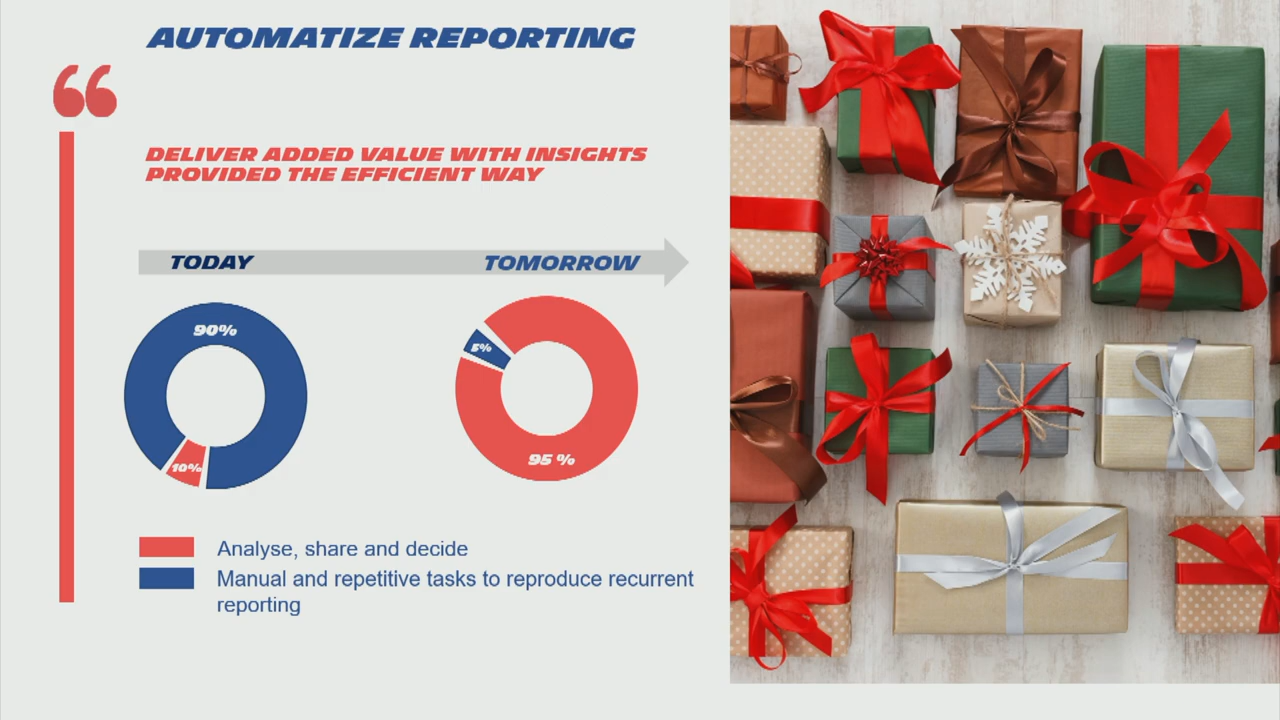 AUTOMATIZE REPORTING
DELIVER ADDED VALUE WITH INSIGHTS
PROVIDED THE EFFICIENT WAY
TODAY
TOMORROW
90%
10%
5%
95 %
Analyse, share and decide
Manual and repetitive tasks to reproduce recurrent
reporting